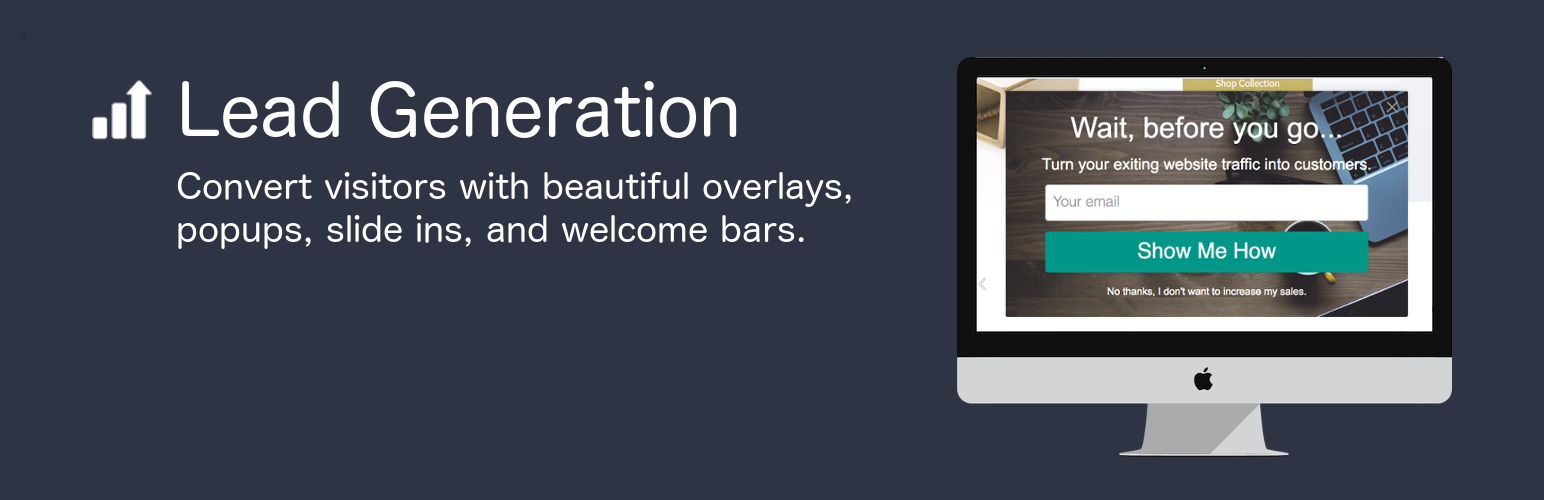 Lead Generation
Convert visitors with beautiful overlays,
popups, slide ins, and welcome bars.
Shop Collection
Wait, before you go...
Turn your exiting website traffic into customers.
Your email
Show Me How
No thanks, I don't want to increase my sales.